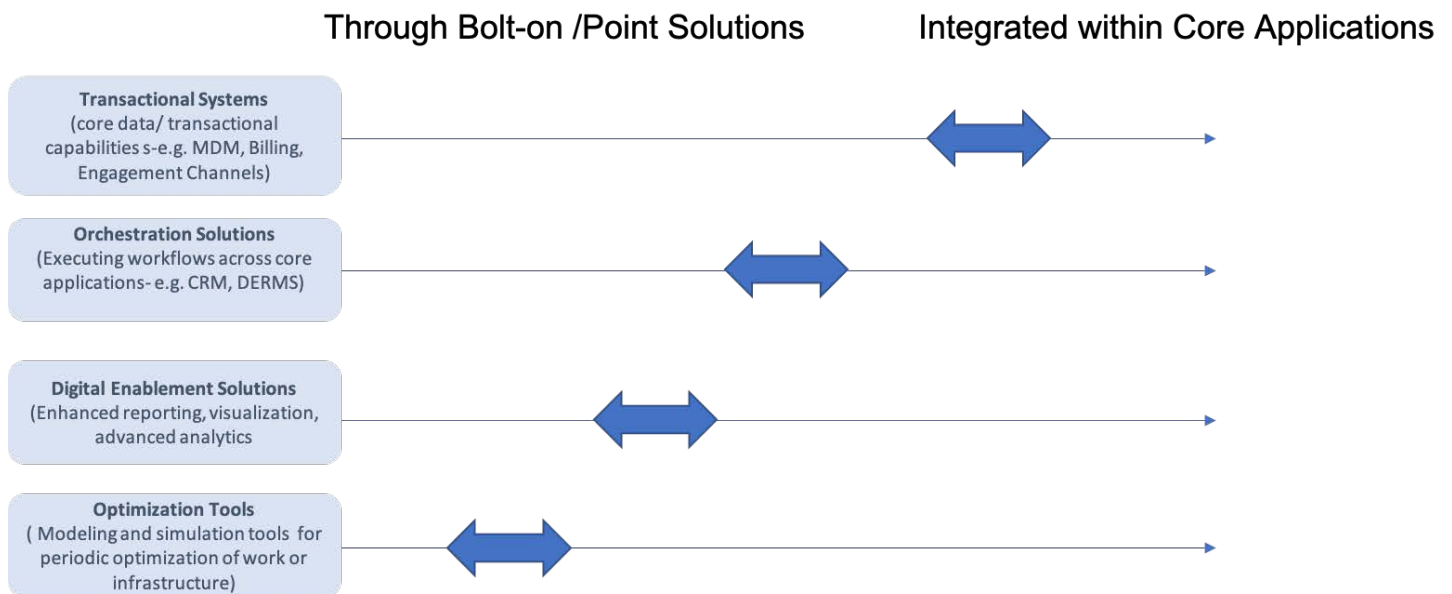 Through Bolt-on /Point Solutions
Integrated within Core Applications
Transactional Systems
(core data/ transactional
capabilities s-e.g. MDM, Billing,
Engagement Channels)
Orchestration Solutions
(Executing workflows across core
applications- e.g. CRM, DERMS)
Digital Enablement Solutions
(Enhanced reporting, visualization,
advanced analytics
Optimization Tools
( Modeling and simulation tools for
periodic optimization of work or
infrastructure)